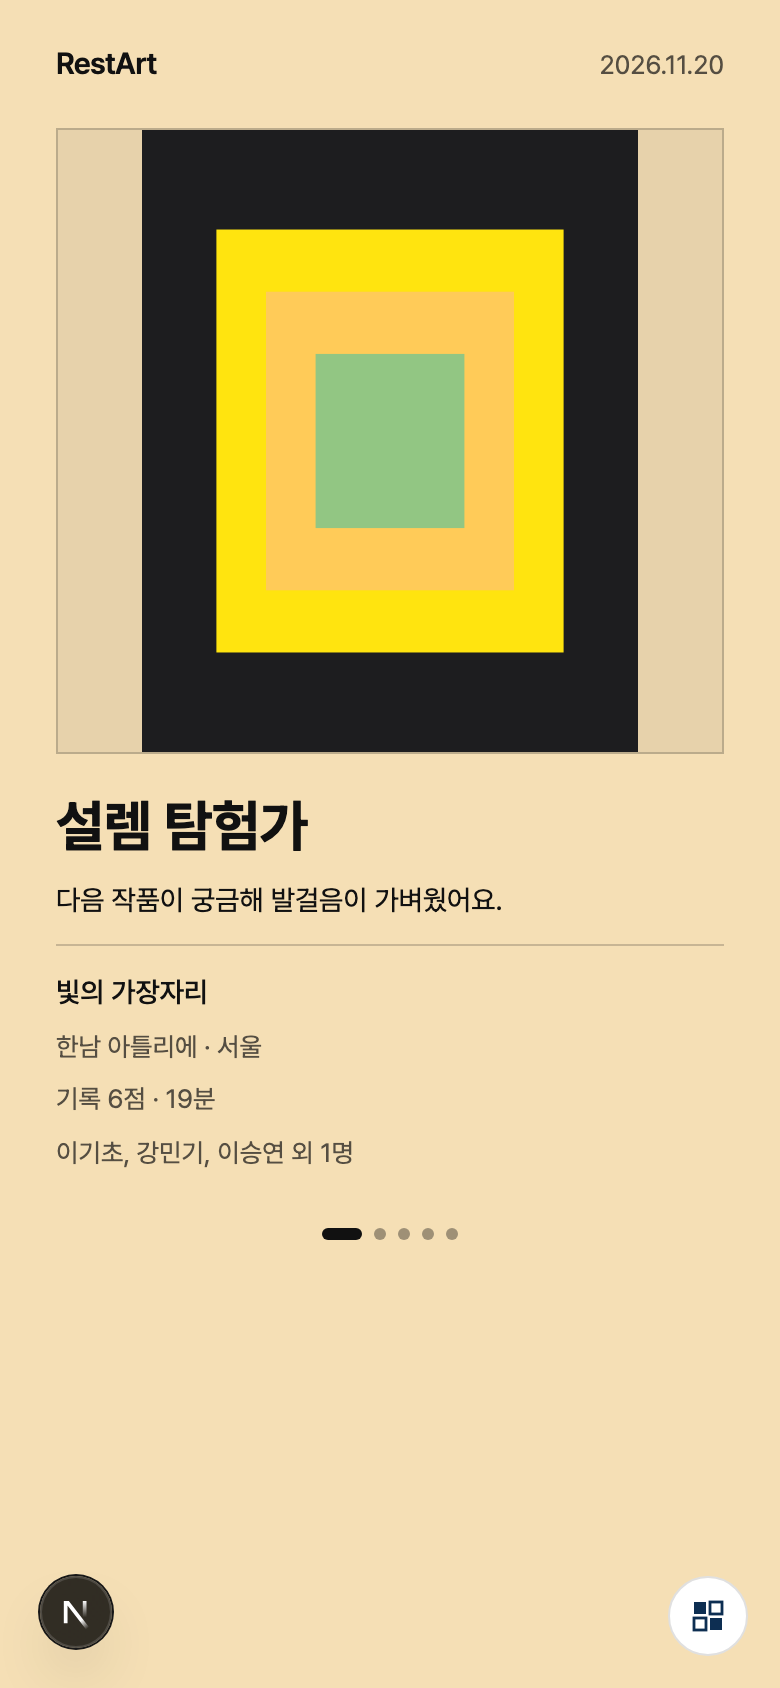 RestArt
2026.11.20
설렘 탐험가
다음 작품이 궁금해 발걸음이 가벼웠어요.
빛의 가장자리
한남 아틀리에 · 서울
기록 6점 · 19분
이기초, 강민기, 이승연 외 1명
N